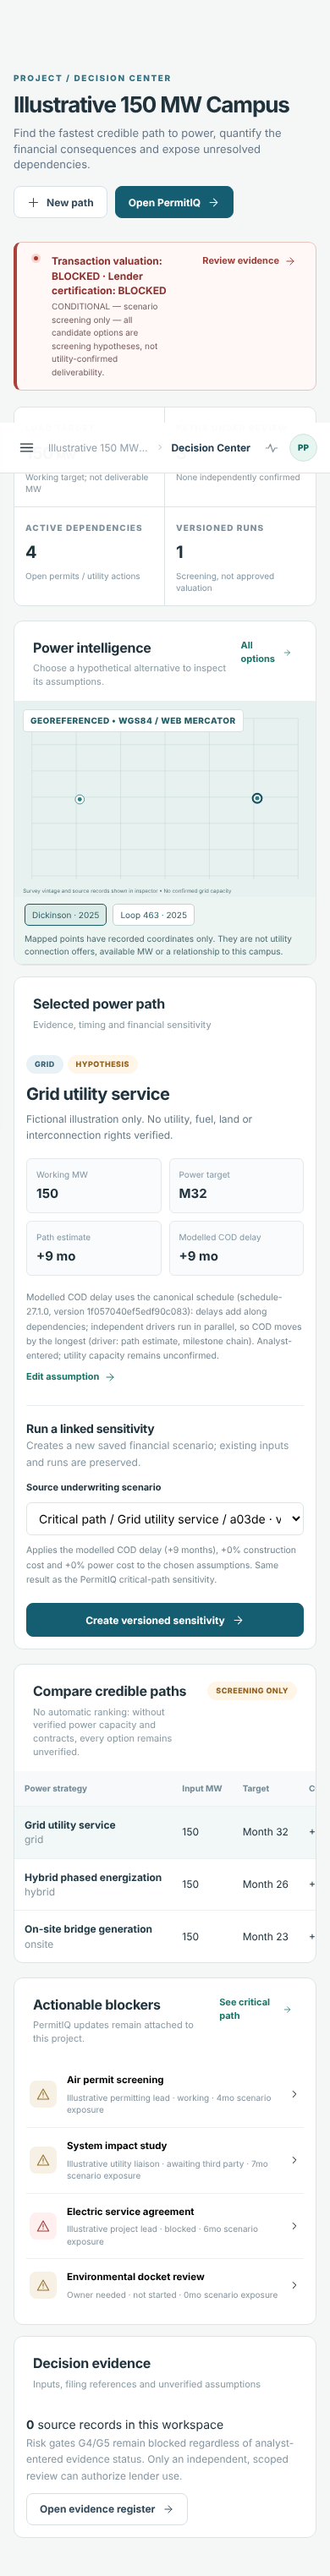 PROJECT / DECISION CENTER
Illustrative 150 MW Campus
Find the fastest credible path to power, quantify the
financial consequences and expose unresolved
dependencies.
New path
Open PermitIQ
Transaction valuation:
BLOCKED · Lender
certification: BLOCKED
Review evidence
CONDITIONAL — scenario
screening only — all
candidate options are
screening hypotheses, not
utility-confirmed
deliverability.
Illustrative 150 MW...
Decision Center
PP
Working target; not deliverable
MW
None independently confirmed
ACTIVE DEPENDENCIES
4
Open permits / utility actions
VERSIONED RUNS
1
Screening, not approved
valuation
Power intelligence
Choose a hypothetical alternative to inspect
its assumptions.
All
options
GEOREFERENCED • WGS84 / WEB MERCATOR
Survey vintage and source records shown in inspector • No confirmed grid capacity
Dickinson · 2025
Loop 463 · 2025
Mapped points have recorded coordinates only. They are not utility
connection offers, available MW or a relationship to this campus.
Selected power path
Evidence, timing and financial sensitivity
GRID
HYPOTHESIS
Grid utility service
Fictional illustration only. No utility, fuel, land or
interconnection rights verified.
Working MW
150
Power target
M32
Path estimate
+9 mo
Modelled COD delay
+9 mo
Modelled COD delay uses the canonical schedule (schedule-
27.1.0, version 1f057040ef5edf90c083): delays add along
dependencies; independent drivers run in parallel, so COD moves
by the longest (driver: path estimate, milestone chain). Analyst-
entered; utility capacity remains unconfirmed.
Edit assumption
Run a linked sensitivity
Creates a new saved financial scenario; existing inputs
and runs are preserved.
Source underwriting scenario
Critical path / Grid utility service / a03de · v
Applies the modelled COD delay (+9 months), +0% construction
cost and +0% power cost to the chosen assumptions. Same
result as the PermitIQ critical-path sensitivity.
Create versioned sensitivity
Compare credible paths
SCREENING ONLY
No automatic ranking: without
verified power capacity and
contracts, every option remains
unverified.
Power strategy Input MW Target C
Grid utility service
grid
150 Month 32 +
Hybrid phased energization
hybrid
150 Month 26 +
On-site bridge generation
onsite
150 Month 23 +
Actionable blockers
PermitIQ updates remain attached to
this project.
See critical
path
Air permit screening
Illustrative permitting lead · working · 4mo scenario
exposure
System impact study
Illustrative utility liaison · awaiting third party · 7mo
scenario exposure
Electric service agreement
Illustrative project lead · blocked · 6mo scenario
exposure
Environmental docket review
Owner needed · not started · 0mo scenario exposure
Decision evidence
Inputs, filing references and unverified assumptions
0 source records in this workspace
Risk gates G4/G5 remain blocked regardless of analyst-
entered evidence status. Only an independent, scoped
review can authorize lender use.
Open evidence register